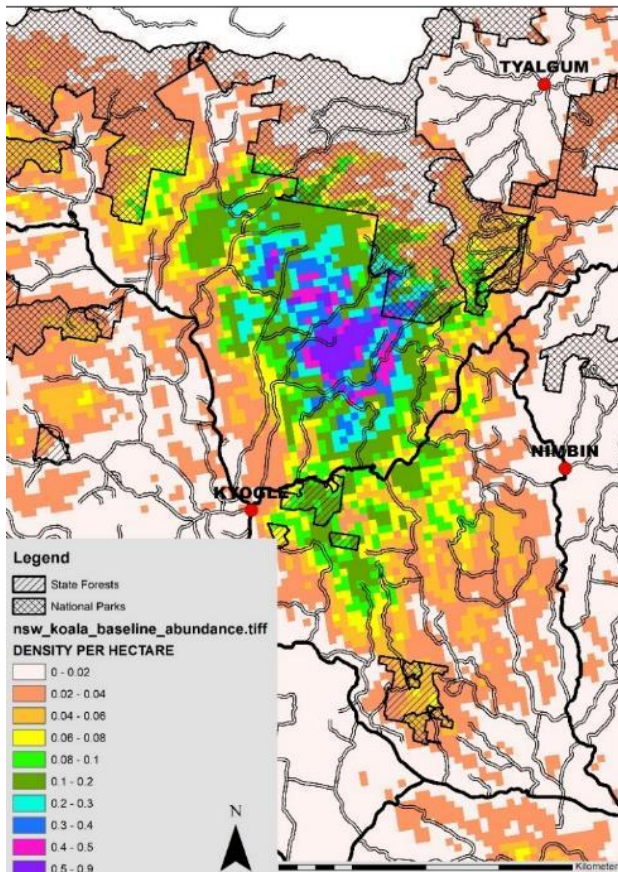 TYALGUM
NIMBIN
KYOGLE
Legend
State Forests
National Parks
nsw_koala_baseline_abundance.tiff
DENSITY PER HECTARE
0 - 0.02
0.02 - 0.04
0.04 - 0.06
0.06 - 0.08
0.08 - 0.1
0.1 - 0.2
0.2 - 0.3
0.3 - 0.4
0.4 - 0.5
0.5 - 0.9
N
Kilometer